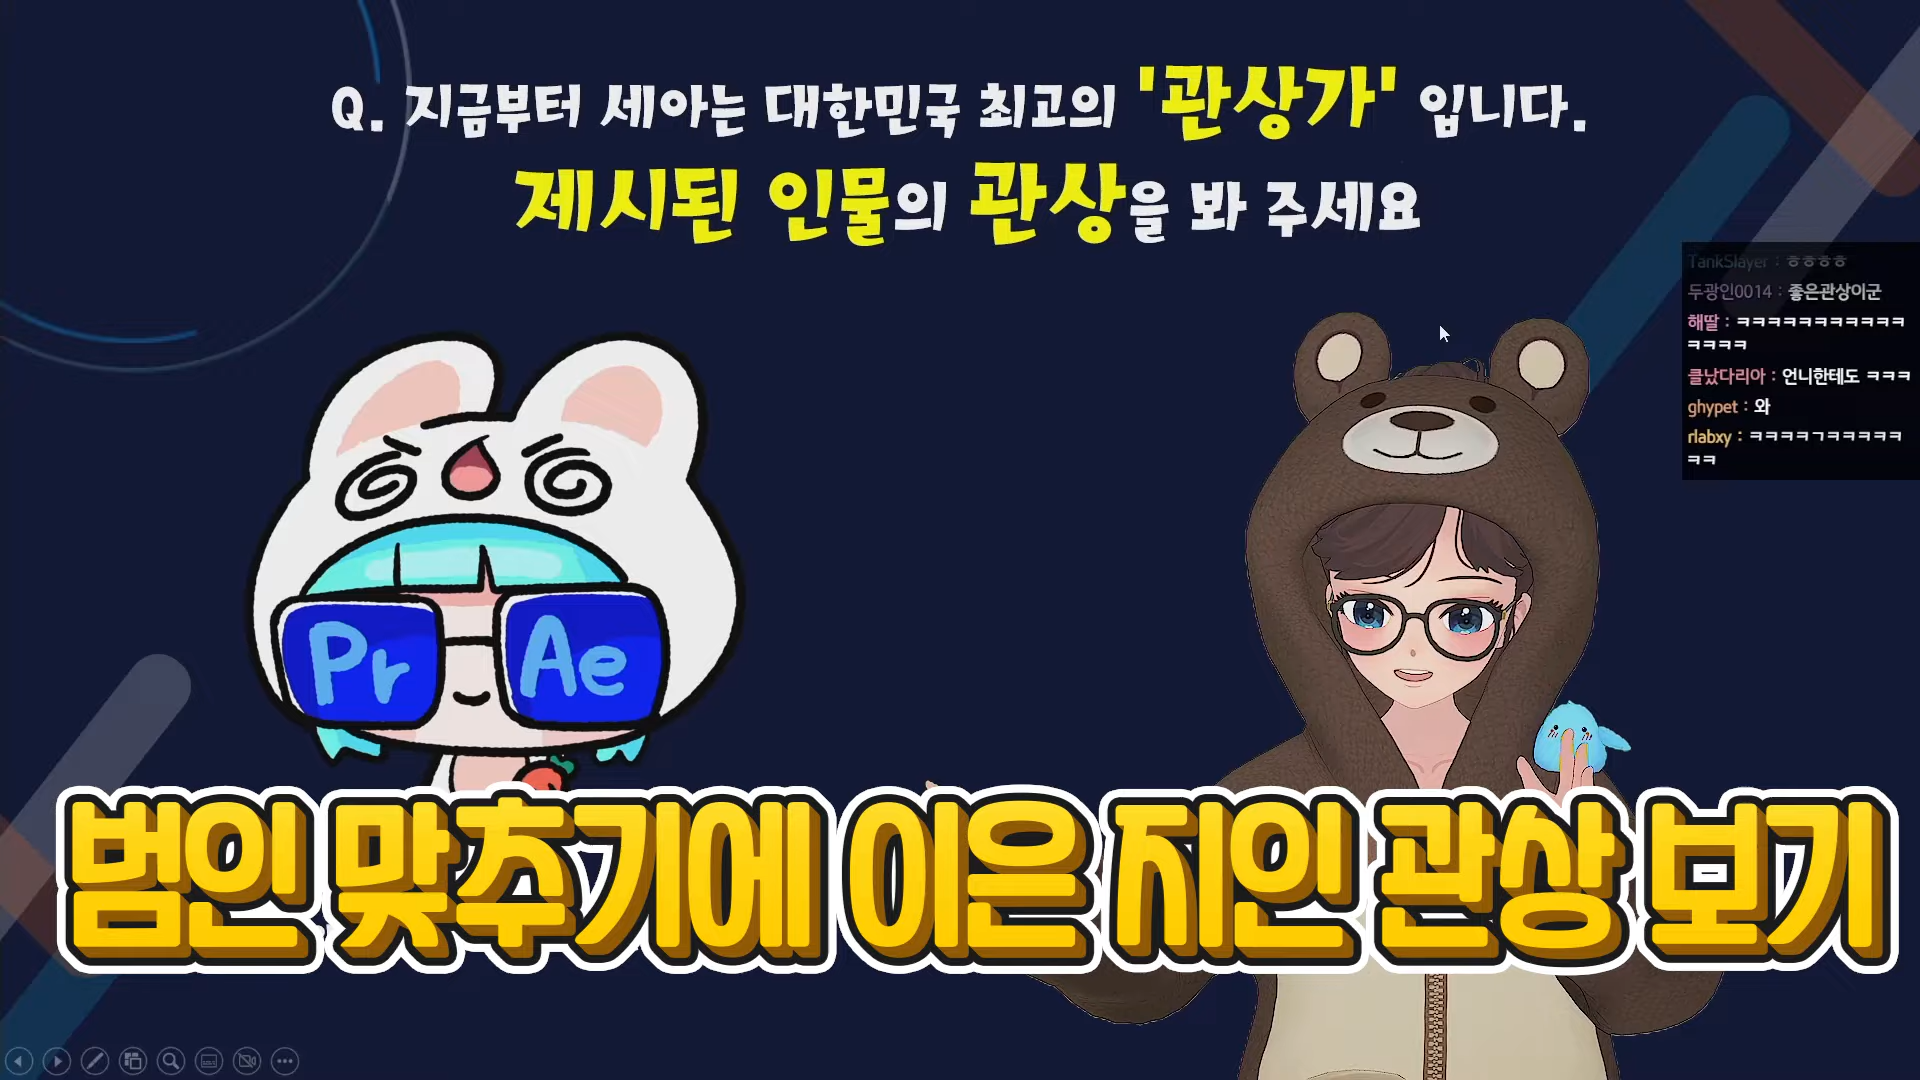 Q. 지금부터 세아는 대한민국 최고의 '관상가' 입니다.
제시된 인물의 관상을 봐 주세요
TankSlayer : ㅎㅎㅎㅎ
두광인0014 : 좋은관상이군
해딸 : ㅋㅋㅋㅋㅋㅋㅋㅋㅋㅋㅋ
ㅋㅋㅋㅋ
클났다리아 : 언니한테도 ㅋㅋㅋ
ghypet : 와
rlabxy : ㅋㅋㅋㅋㄱㅋㅋㅋㅋㅋ
ㅋㅋ
Pr Ae
범인 맞추기에 이은 지인 관상 보기